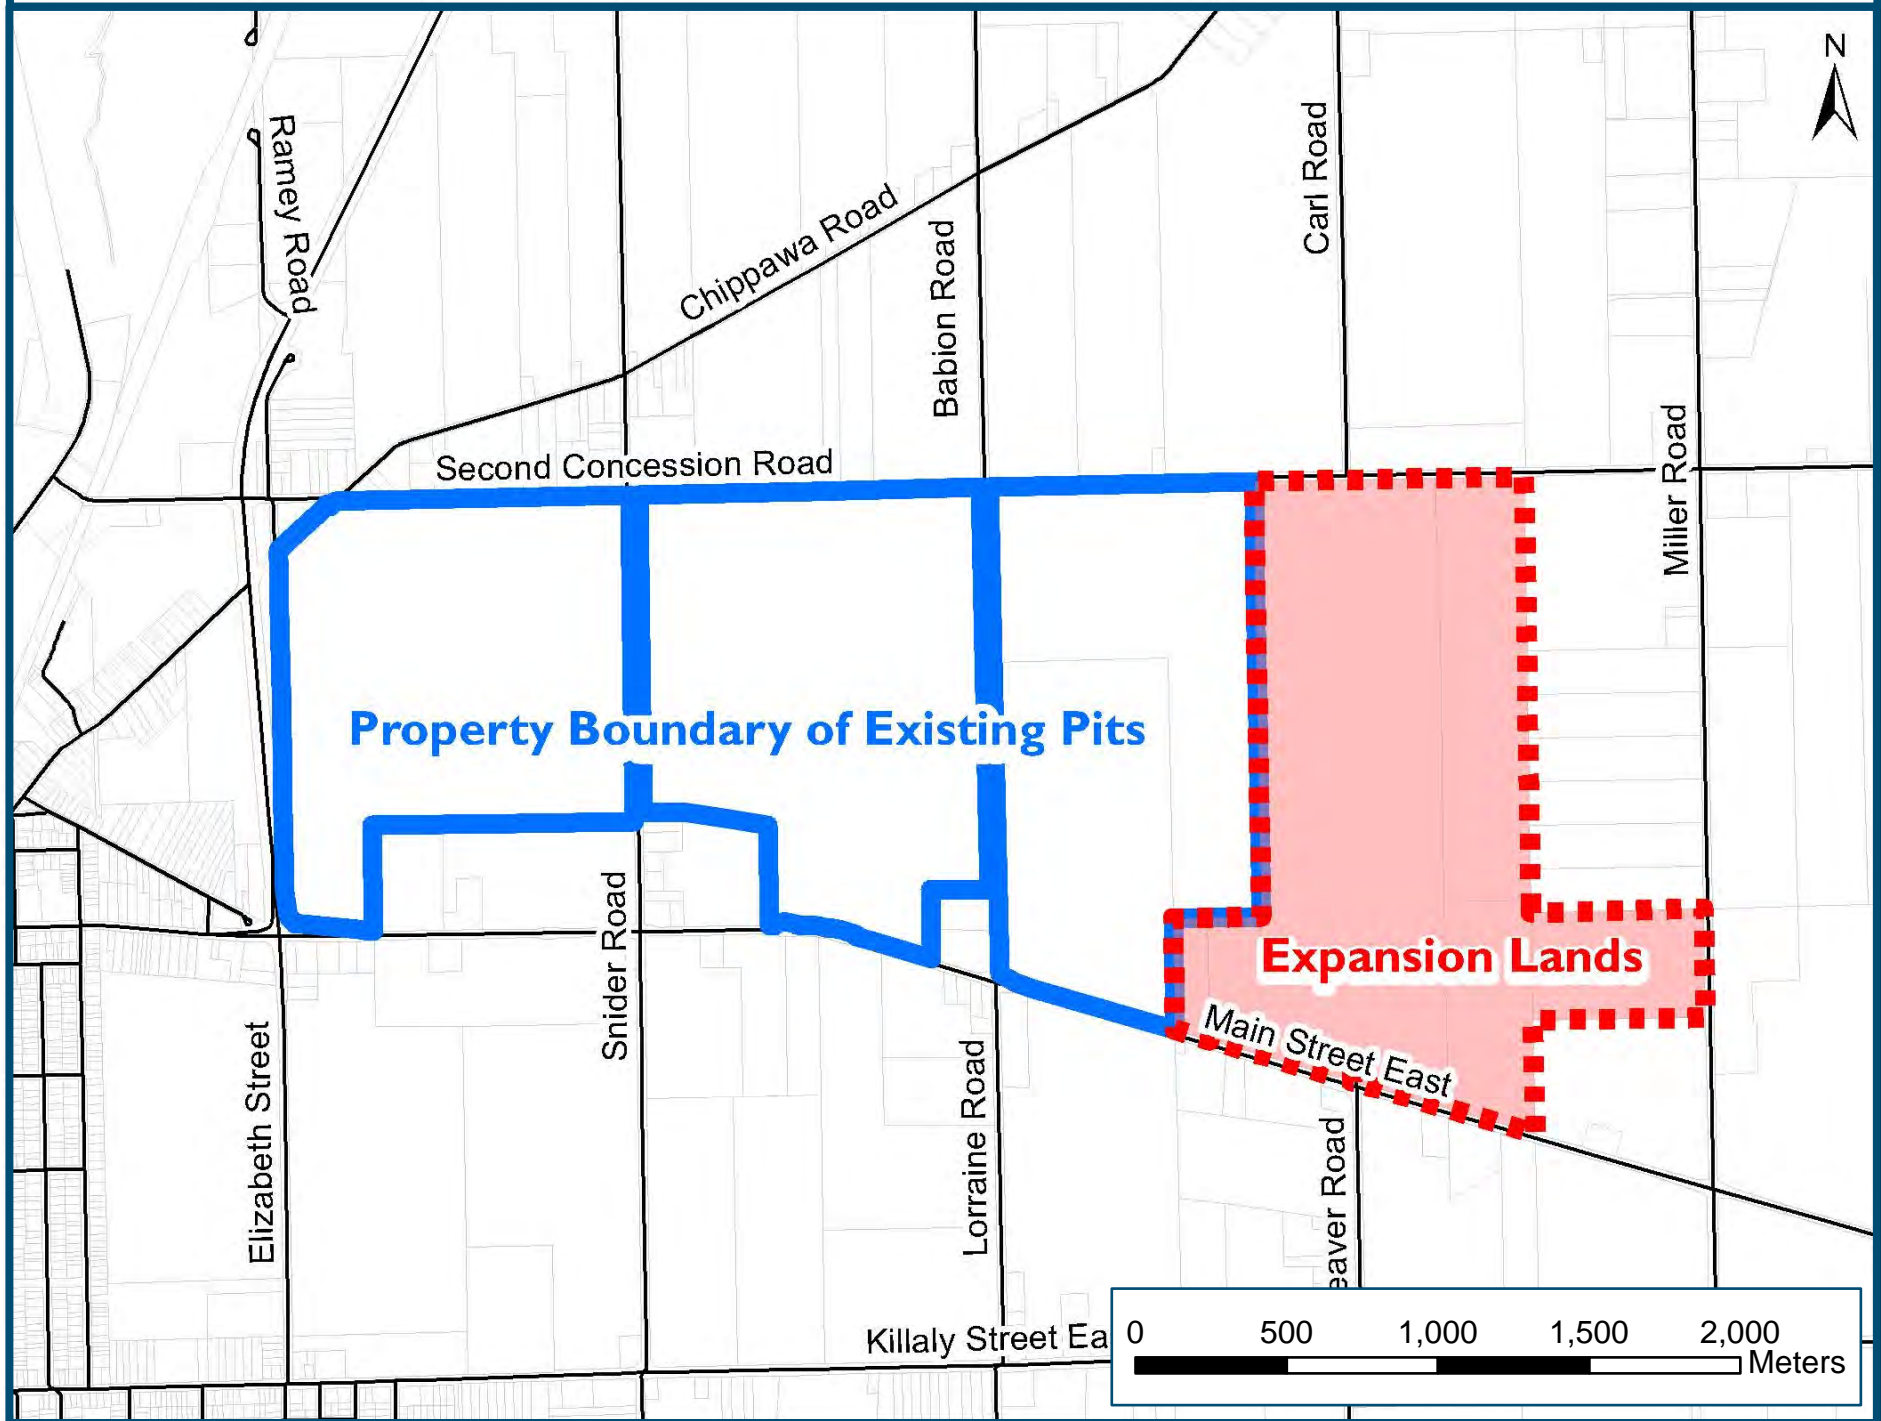 N
Ramey Road
Carl Road
Chippawa Road
Babion Road
Second Concession Road
Miller Road
Property Boundary of Existing Pits
Expansion Lands
Snider Road
Main Street East
Elizabeth Street
Lorraine Road
eaver Road
Killaly Street Ea
0 500 1,000 1,500 2,000
Meters